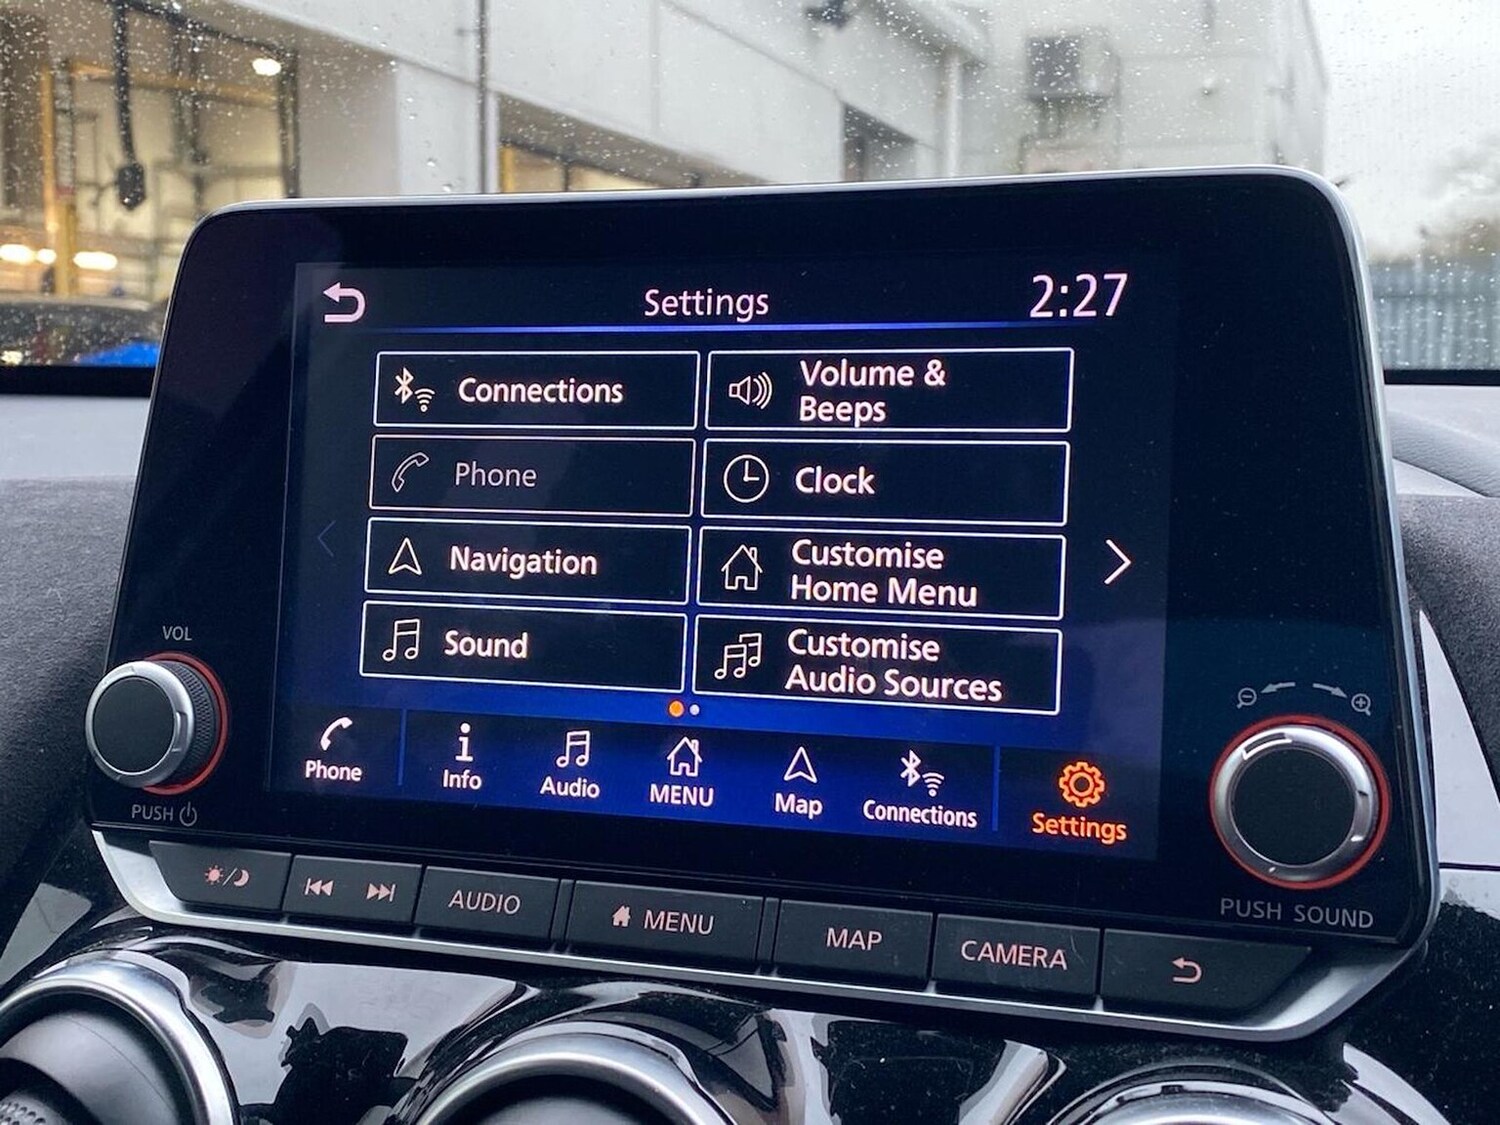 Settings
2:27
Connections
Volume &
Beeps
Phone
Clock
Navigation
Customise
Home Menu
Sound
Customise
Audio Sources
Phone
Info
Audio
MENU
Map
Connections
Settings
VOL
PUSH
PUSH SOUND
AUDIO
MENU
MAP
CAMERA